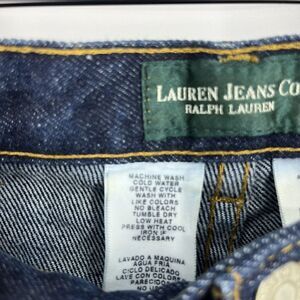 LAUREN JEANS CO
RALPH LAUREN
MACHINE WASH
COLD WATER
GENTLE CYCLE
WASH WITH
LIKE COLORS
NO BLEACH
TUMBLE DRY
LOW HEAT
PRESS WITH COOL
IRON IF
NECESSARY
LAVADO A MAQUINA
AGUA FRIA
CICLO DELICADO
LAVE CON COLORES
PARECIDO